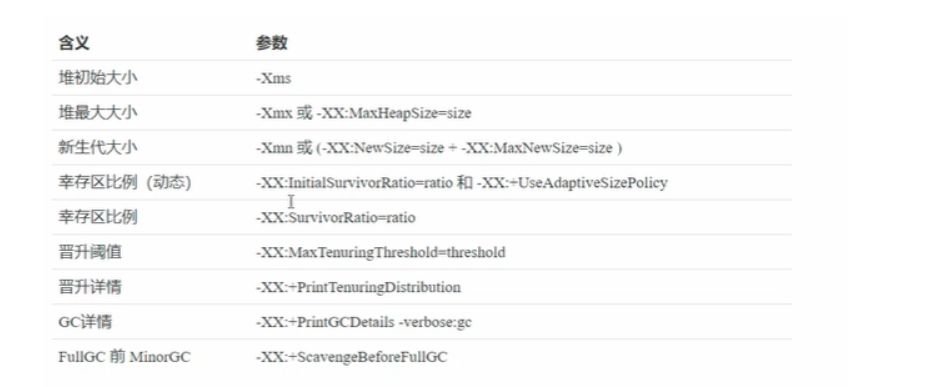 含义 参数
堆初始大小 -Xms
堆最大大小 -Xmx 或 -XX:MaxHeapSize=size
新生代大小 -Xmn 或 (-XX:NewSize=size + -XX:MaxNewSize=size )
幸存区比例 (动态) -XX:InitialSurvivorRatio=ratio 和 -XX:+UseAdaptiveSizePolicy
幸存区比例 -XX:SurvivorRatio=ratio
晋升阈值 -XX:MaxTenuringThreshold=threshold
晋升详情 -XX:+PrintTenuringDistribution
GC详情 -XX:+PrintGCDetails -verbose:gc
FullGC 前 MinorGC -XX:+ScavengeBeforeFullGC